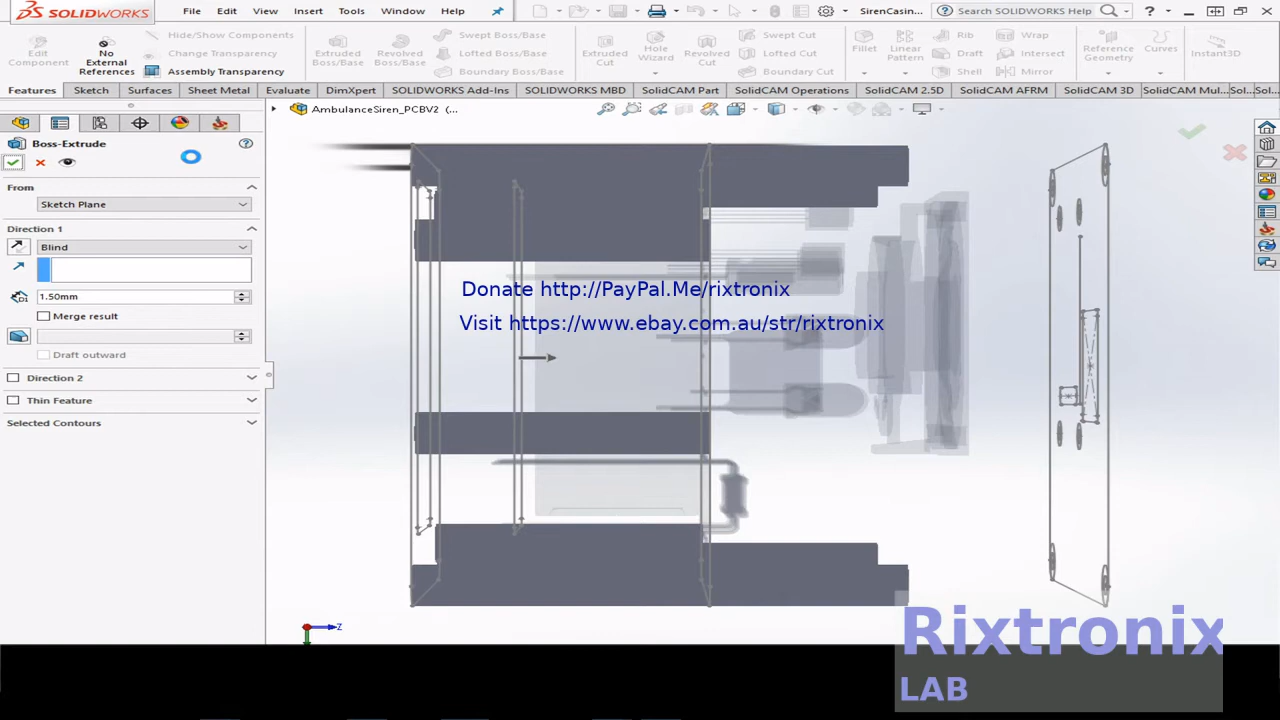 SOLIDWORKS File Edit View Insert Tools Window Help SirenCasin... Search SOLIDWORKS Help ?
Edit Component
No External References
Hide/Show Components
Change Transparency
Assembly Transparency
Extruded Boss/Base
Revolved Boss/Base
Swept Boss/Base
Lofted Boss/Base
Boundary Boss/Base
Extruded Cut
Hole Wizard
Revolved Cut
Swept Cut
Lofted Cut
Boundary Cut
Fillet
Linear Pattern
Rib
Draft
Shell
Wrap
Intersect
Mirror
Reference Geometry
Curves
Instant3D
Features Sketch Surfaces Sheet Metal Evaluate DimXpert SOLIDWORKS Add-Ins SOLIDWORKS MBD SolidCAM Part SolidCAM Operations SolidCAM 2.5D SolidCAM AFRM SolidCAM 3D SolidCAM Mul... Sol... Sol...
AmbulanceSiren_PCBV2 (...
Boss-Extrude
From
Sketch Plane
Direction 1
Blind
1.50mm
Merge result
Draft outward
Direction 2
Thin Feature
Selected Contours
Donate http://PayPal.Me/rixtronix
Visit https://www.ebay.com.au/str/rixtronix
Z
Rixtronix
LAB